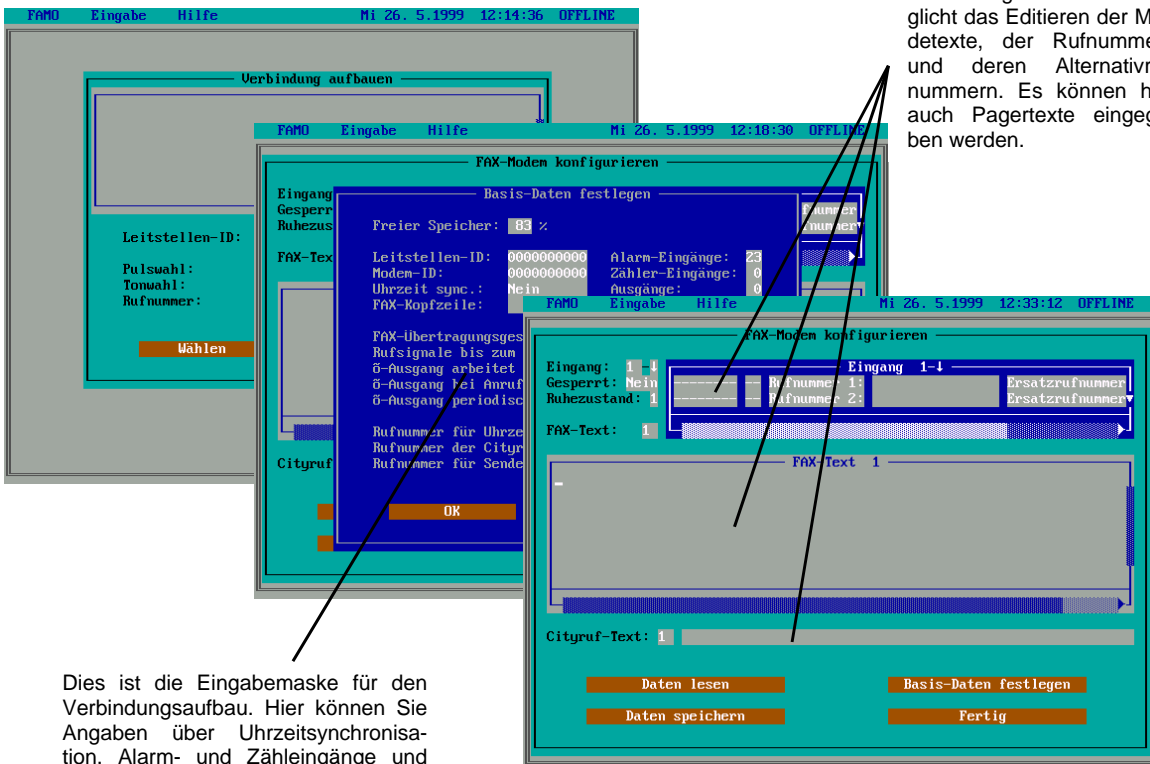 FAMO Eingabe Hilfe Mi 26. 5.1999 12:14:36 OFFLINE
Verbindung aufbauen
Leitstellen-ID:
Pulswahl:
Tonwahl:
Rufnummer:
Wählen
FAMO Eingabe Hilfe Mi 26. 5.1999 12:18:30 OFFLINE
FAX-Modem konfigurieren
Eingang
Gesperr
Ruhezus
FAX-Tex
Cityruf
Basis-Daten festlegen
Freier Speicher: 83 %
Leitstellen-ID: 0000000000 Alarm-Eingänge: 23
Modem-ID: 0000000000 Zähler-Eingänge: 0
Uhrzeit sync.: Nein Ausgänge: 0
FAX-Kopfzeile:
FAX-Übertragungsges
Rufsignale bis zum
ö-Ausgang arbeitet
ö-Ausgang bei Anruf
ö-Ausgang periodisc
Rufnummer für Uhrze
Rufnummer der Cityr
Rufnummer für Sende
OK
fnummer
fnummer
FAMO Eingabe Hilfe Mi 26. 5.1999 12:33:12 OFFLINE
FAX-Modem konfigurieren
Eingang: 1-↓
Gesperrt: Nein
Ruhezustand: 1
FAX-Text: 1
Eingang 1-↓
-------- -- Rufnummer 1: Ersatzrufnummer
-------- -- Rufnummer 2: Ersatzrufnummer
FAX-Text 1
Cityruf-Text: 1
Daten lesen Basis-Daten festlegen
Daten speichern Fertig
glicht das Editieren der M
detexte, der Rufnumme
und deren Alternativr
nummern. Es können h
auch Pagertexte eingeg
ben werden.
Dies ist die Eingabemaske für den
Verbindungsaufbau. Hier können Sie
Angaben über Uhrzeitsynchronisa-
tion, Alarm- und Zähleingänge und